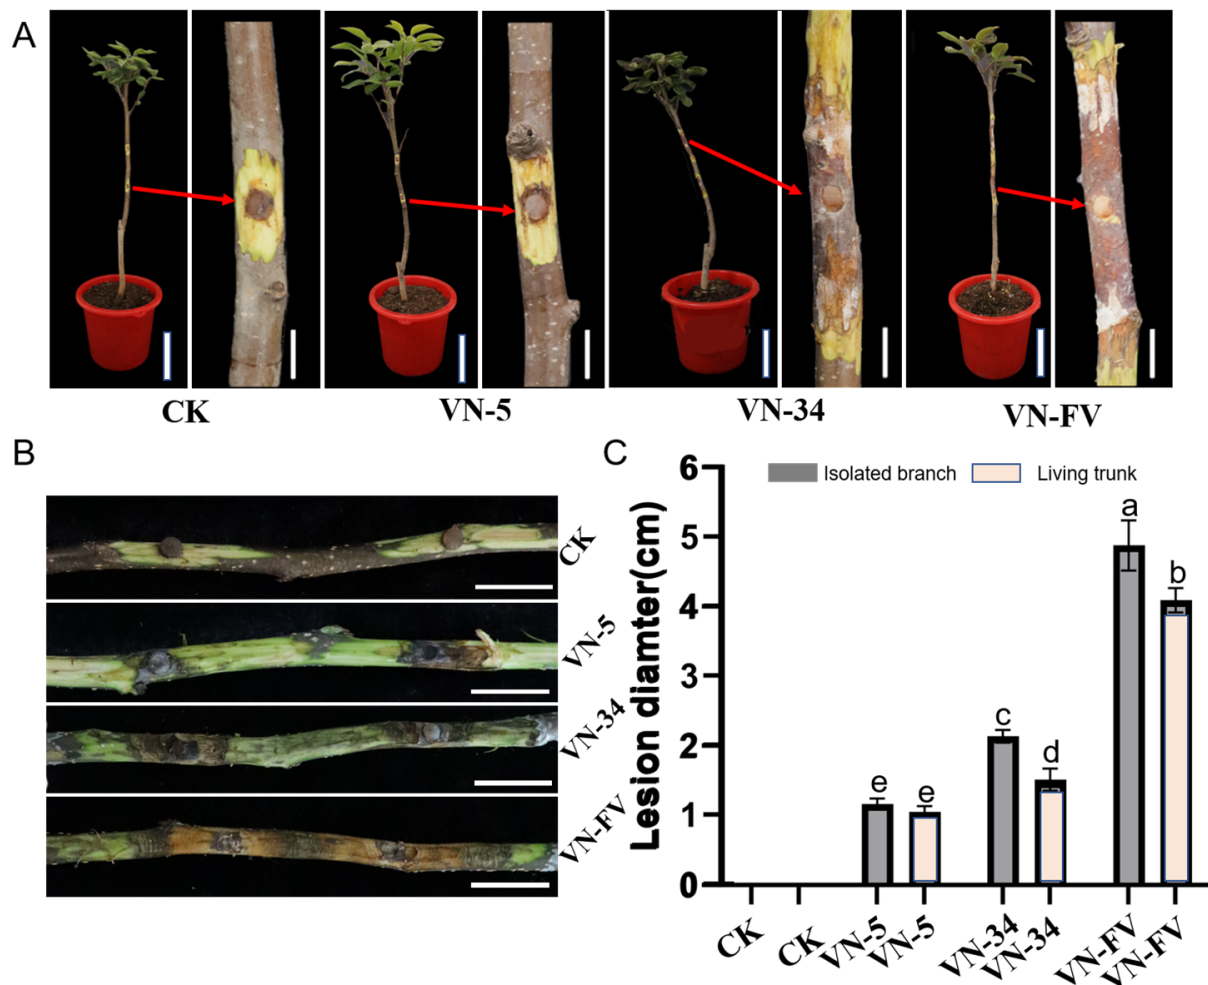 A
CK
VN-5
VN-34
VN-FV
B
CK
VN-5
VN-34
VN-FV
C
Isolated branch
Living trunk
Lesion diamter(cm)
6
5
4
3
2
1
0
e
e
c
d
a
b
CK
CK
VN-5
VN-5
VN-34
VN-34
VN-FV
VN-FV